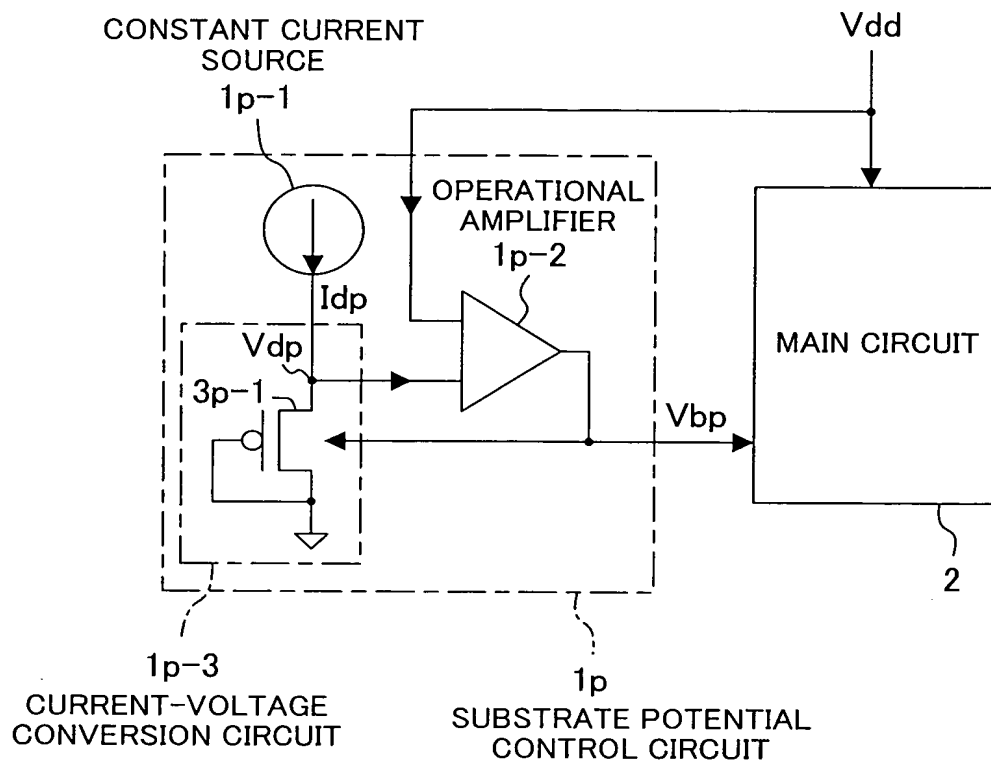 CONSTANT CURRENT
SOURCE
1p-1
Vdd
OPERATIONAL
AMPLIFIER
1p-2
Idp
Vdp
3p-1
MAIN CIRCUIT
Vbp
2
1p-3
CURRENT-VOLTAGE
CONVERSION CIRCUIT
1p
SUBSTRATE POTENTIAL
CONTROL CIRCUIT